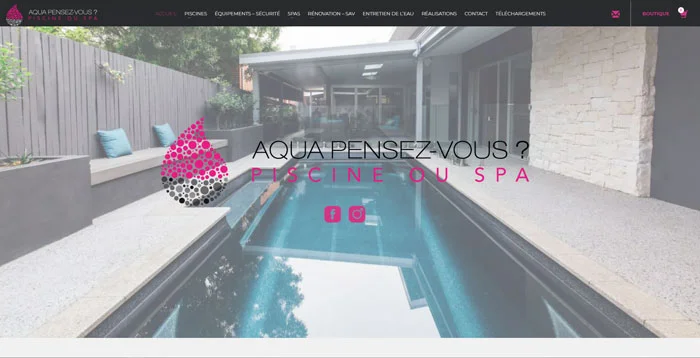 AQUA PENSEZ-VOUS ?
PISCINE OU SPA
ACCUEIL PISCINES ÉQUIPEMENTS – SÉCURITÉ SPAS RÉNOVATION – SAV ENTRETIEN DE L'EAU RÉALISATIONS CONTACT TÉLÉCHARGEMENTS
BOUTIQUE
0
AQUA PENSEZ-VOUS ?
PISCINE OU SPA